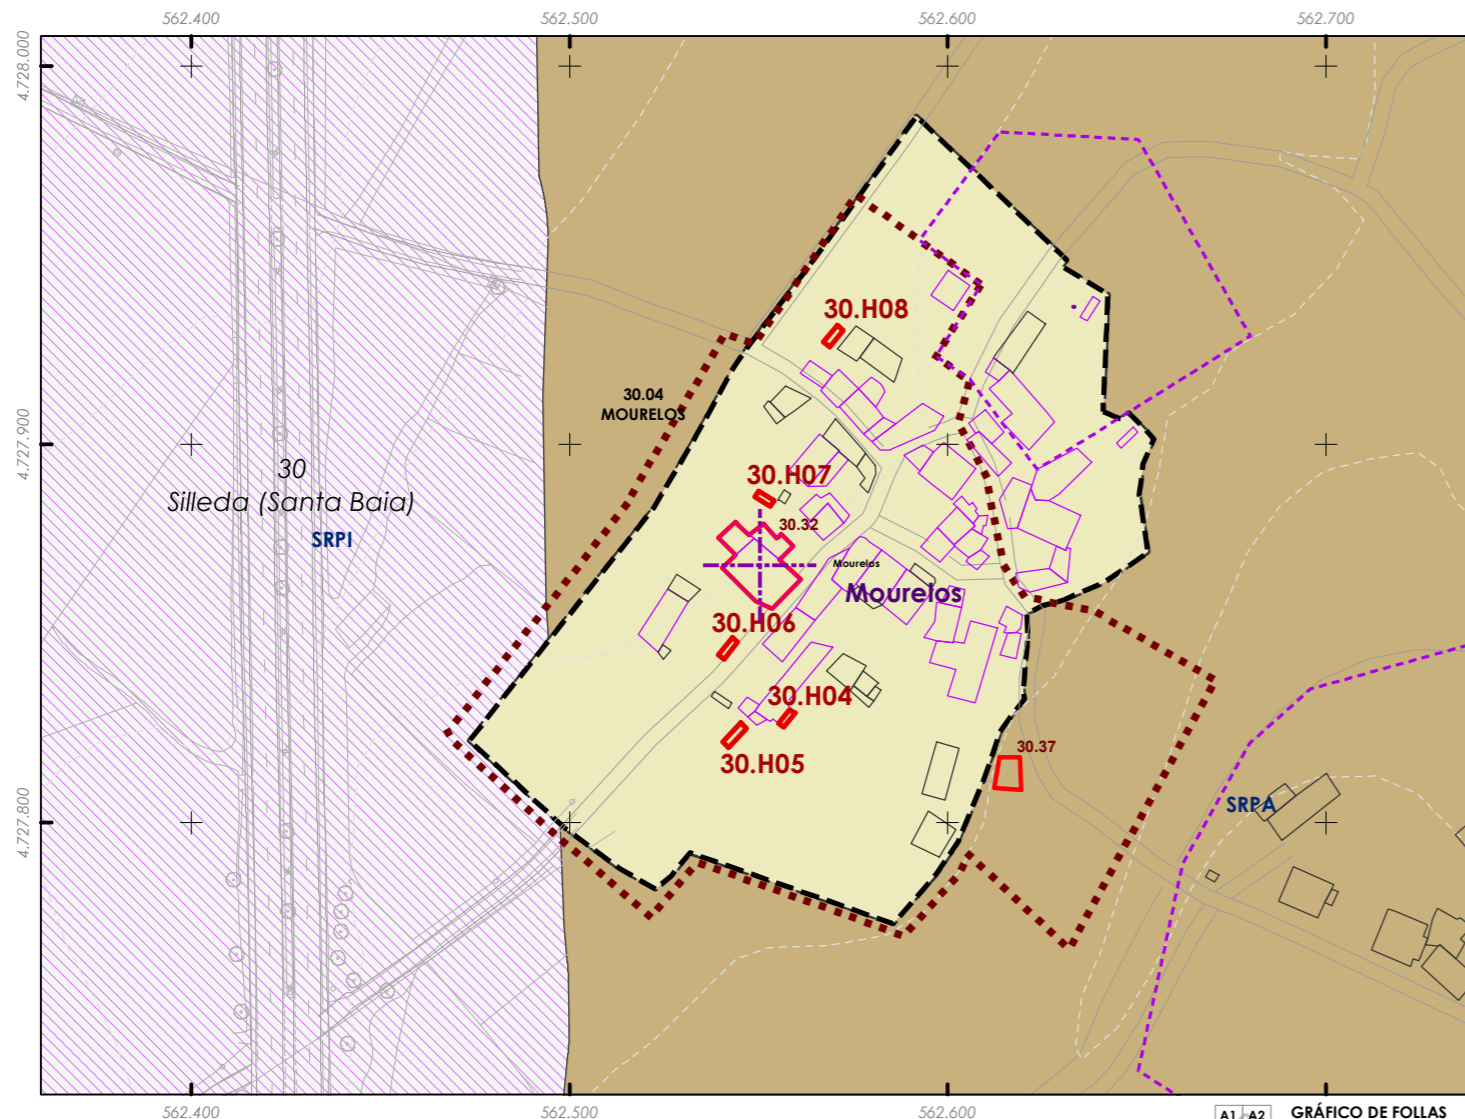 562.400
562.500
562.600
562.700
4.728.000
30.H08
30.04
MOURELOS
4.727.900
30
Silleda (Santa Baia)
SRPI
30.H07
30.32
Mourelos
Mourelos
30.H06
30.H04
30.H05
30.37
SRPA
4.727.800
562.400
562.500
562.600
A1 A2
GRÁFICO DE FOLLAS